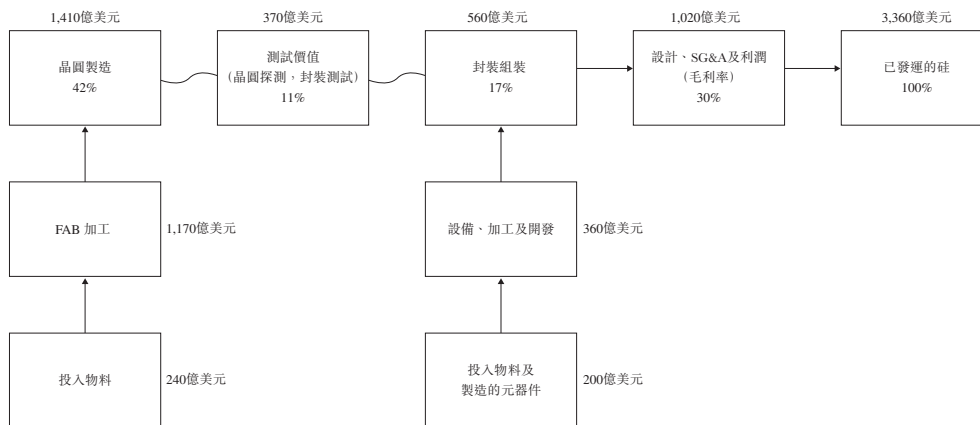 1,410億美元
370億美元
560億美元
1,020億美元
3,360億美元
晶圓製造
42%
測試價值
(晶圓探測，封裝測試)
11%
封裝組裝
17%
設計、SG&A及利潤
(毛利率)
30%
已發運的硅
100%
FAB 加工
1,170億美元
設備、加工及開發
360億美元
投入物料
240億美元
投入物料及
製造的元器件
200億美元